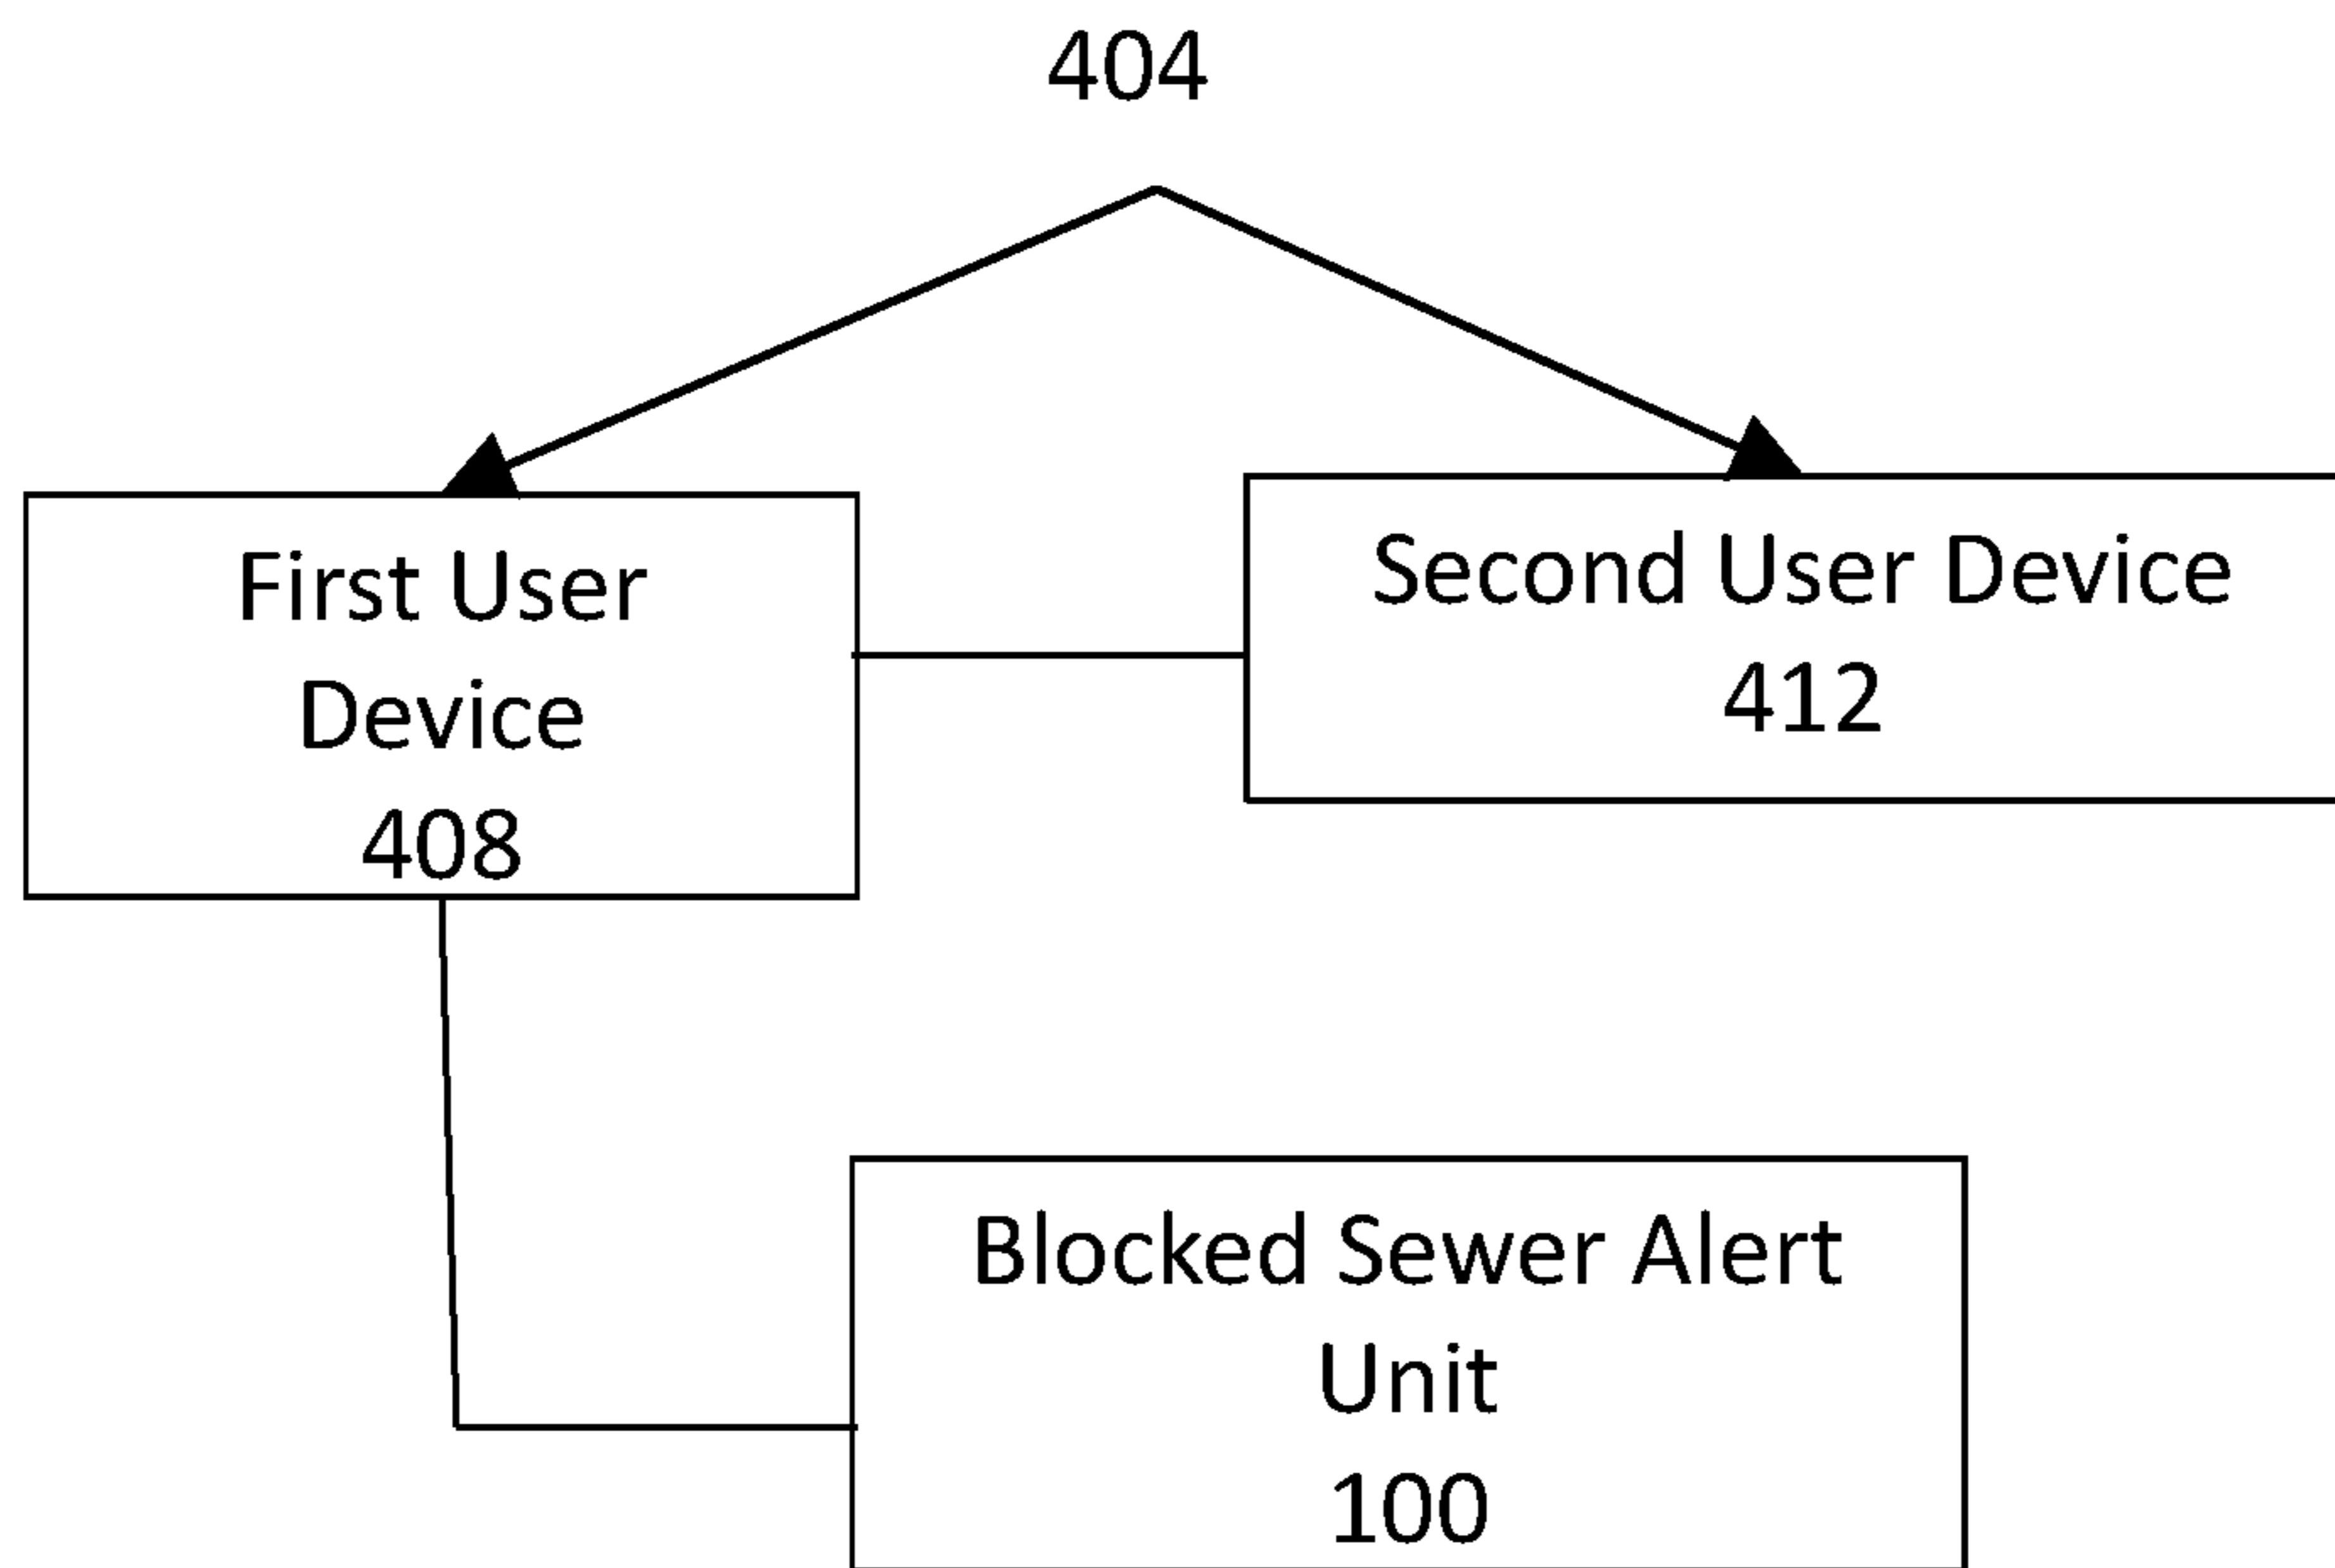 404
First User
Device
408
Second User Device
412
Blocked Sewer Alert
Unit
100